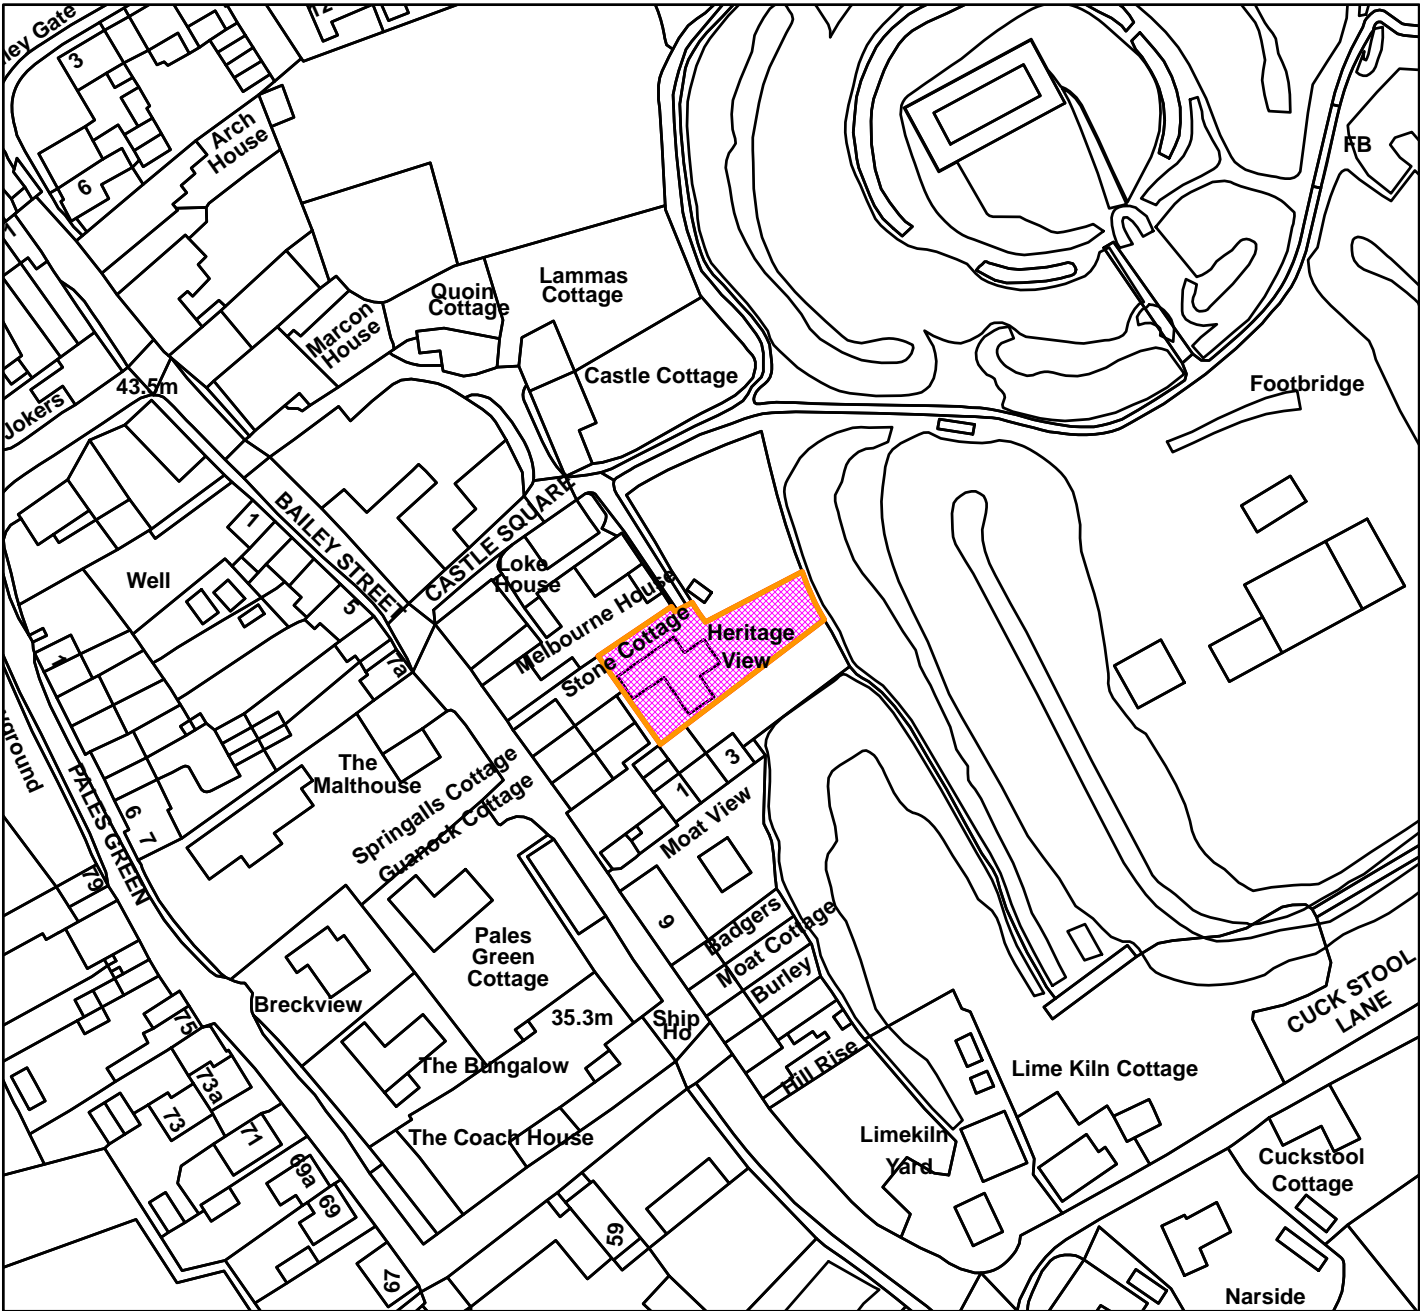 12
3
Arch
House
6
FB
Lammas
Cottage
Quoin
Cottage
Marcon
House
Castle Cottage
Footbridge
43.5m
Jokers
BAILEY STREET
CASTLE SQUARE
1
Well
5
7a
Loke
House
Melbourne House
Stone Cottage
Heritage
View
1
PALES GREEN
6
7
79
The
Malthouse
Springalls Cottage
Guanock Cottage
3
1
Moat View
6
Badgers
Moat Cottage
Burley
Pales
Green
Cottage
Breckview
35.3m
Ship
Ho
The Bungalow
Hill Rise
Lime Kiln Cottage
CUCK STOOL
LANE
75
73a
73
71
69a
69
67
The Coach House
59
Limekiln
Yard
Cuckstool
Cottage
Narside